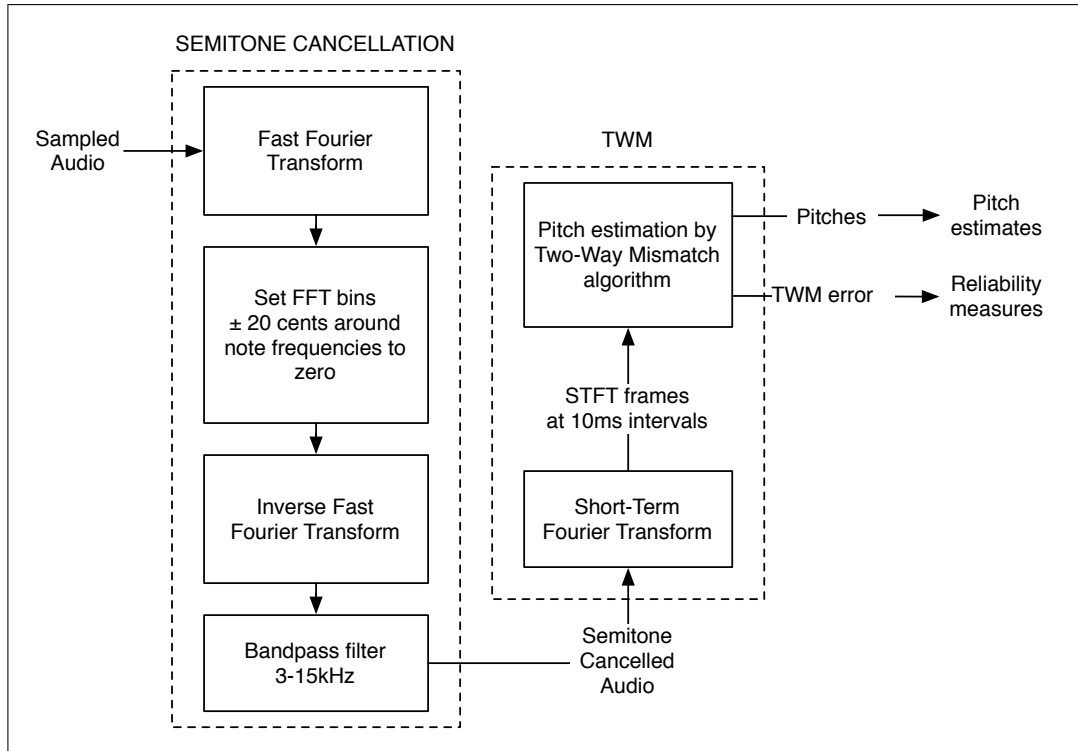 SEMITONE CANCELLATION
Sampled
Audio
Fast Fourier
Transform
Set FFT bins
± 20 cents around
note frequencies to
zero
Inverse Fast
Fourier Transform
Bandpass filter
3-15kHz
Semitone
Cancelled
Audio
TWM
Short-Term
Fourier Transform
STFT frames
at 10ms intervals
Pitch estimation by
Two-Way Mismatch
algorithm
Pitches
Pitch
estimates
TWM error
Reliability
measures